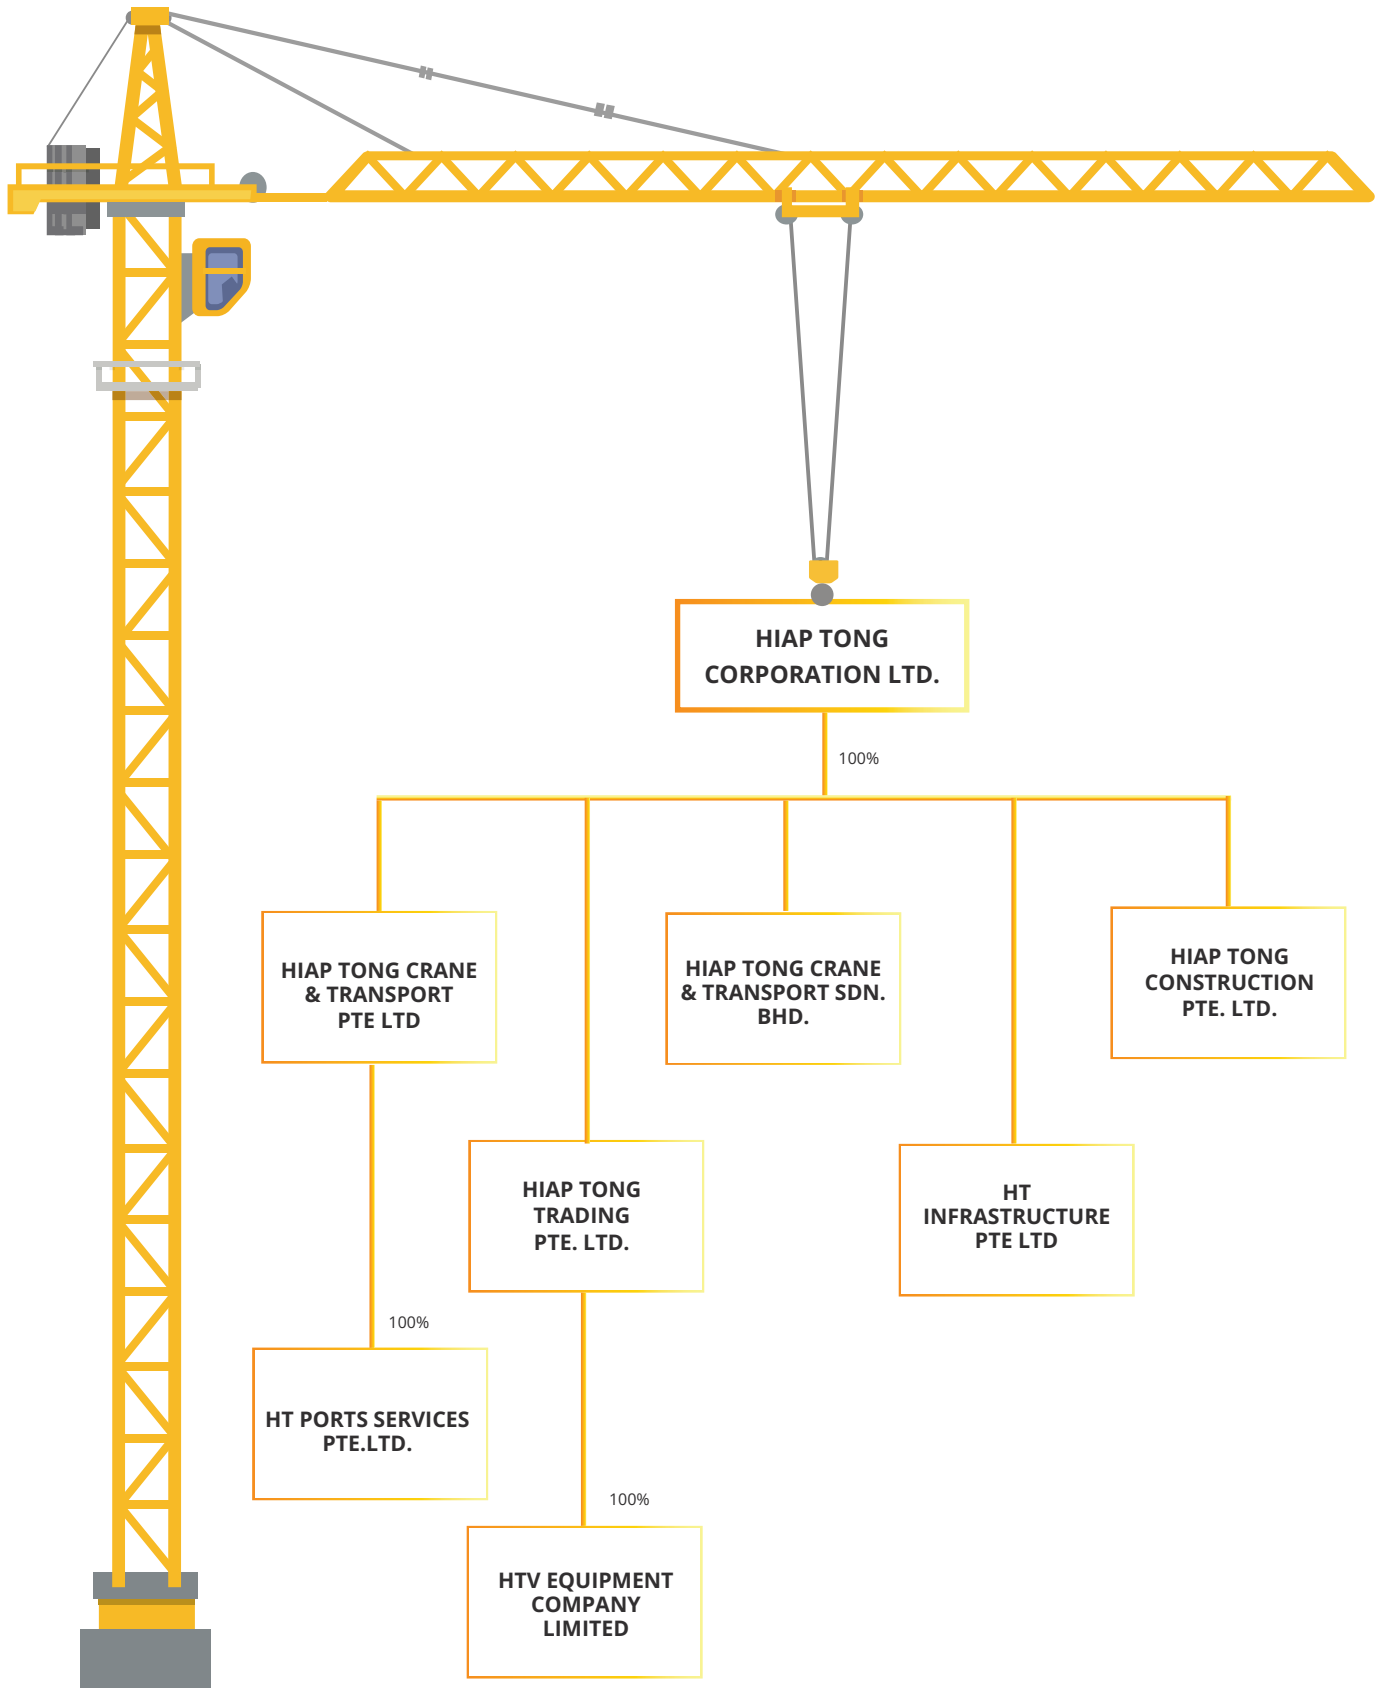 HIAP TONG
CORPORATION LTD.
100%
HIAP TONG CRANE
& TRANSPORT
PTE LTD
HIAP TONG CRANE
& TRANSPORT SDN.
BHD.
HIAP TONG
CONSTRUCTION
PTE. LTD.
HIAP TONG
TRADING
PTE. LTD.
HT
INFRASTRUCTURE
PTE LTD
100%
HT PORTS SERVICES
PTE.LTD.
100%
HTV EQUIPMENT
COMPANY
LIMITED